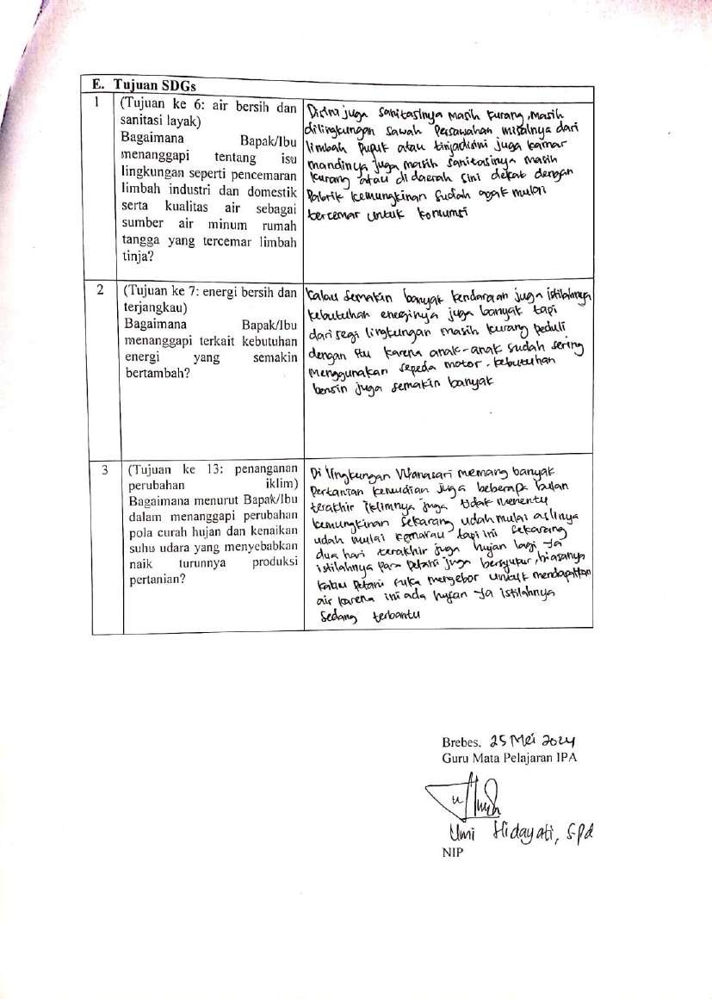 E. Tujuan SDGs
1
(Tujuan ke 6: air bersih dan
sanitasi layak)
Bagaimana Bapak/Ibu
menanggapi tentang isu
lingkungan seperti pencemaran
limbah industri dan domestik
serta kualitas air sebagai
sumber air minum rumah
tangga yang tercemar limbah
tinja?
Disini juga sanitasinya masih kurang, masih
dilingkungan sawah persawahan misalnya dari
limbah pupuk atau tinjadisini juga kamar
mandinya juga masih sanitasinya masih
kurang atau di daerah sini dekat dengan
Pabrik kemungkinan sudah agak mulai
tercemar untuk konsumsi
2
(Tujuan ke 7: energi bersih dan
terjangkau)
Bagaimana Bapak/Ibu
menanggapi terkait kebutuhan
energi yang semakin
bertambah?
kalau semakin banyak kendaraan juga istilahnya
kebutuhan energinya juga banyak tapi
dari segi lingkungan masih kurang peduli
dengan itu karena anak-anak sudah sering
menggunakan sepeda motor. kebutuhan
bensin juga semakin banyak
3
(Tujuan ke 13: penanganan
perubahan iklim)
Bagaimana menurut Bapak/Ibu
dalam menanggapi perubahan
pola curah hujan dan kenaikan
suhu udara yang menyebabkan
naik turunnya produksi
pertanian?
Di lingkungan Wanasari memang banyak
pertanian kemudian juga beberapa bulan
terakhir iklimnya juga tidak menentu
kemungkinan sekarang udah mulai aslinya
udah mulai kemarau tapi ini sekarang
dua hari terakhir juga hujan lagi ya
istilahnya para petani juga bersyukur, biasanya
kalau petani suka mengebor untuk mendapatkan
air karena ini ada hujan ya istilahnya
sedang terbantu
Brebes, 25 Mei 2024
Guru Mata Pelajaran IPA
Umi Hidayati, S.Pd
NIP